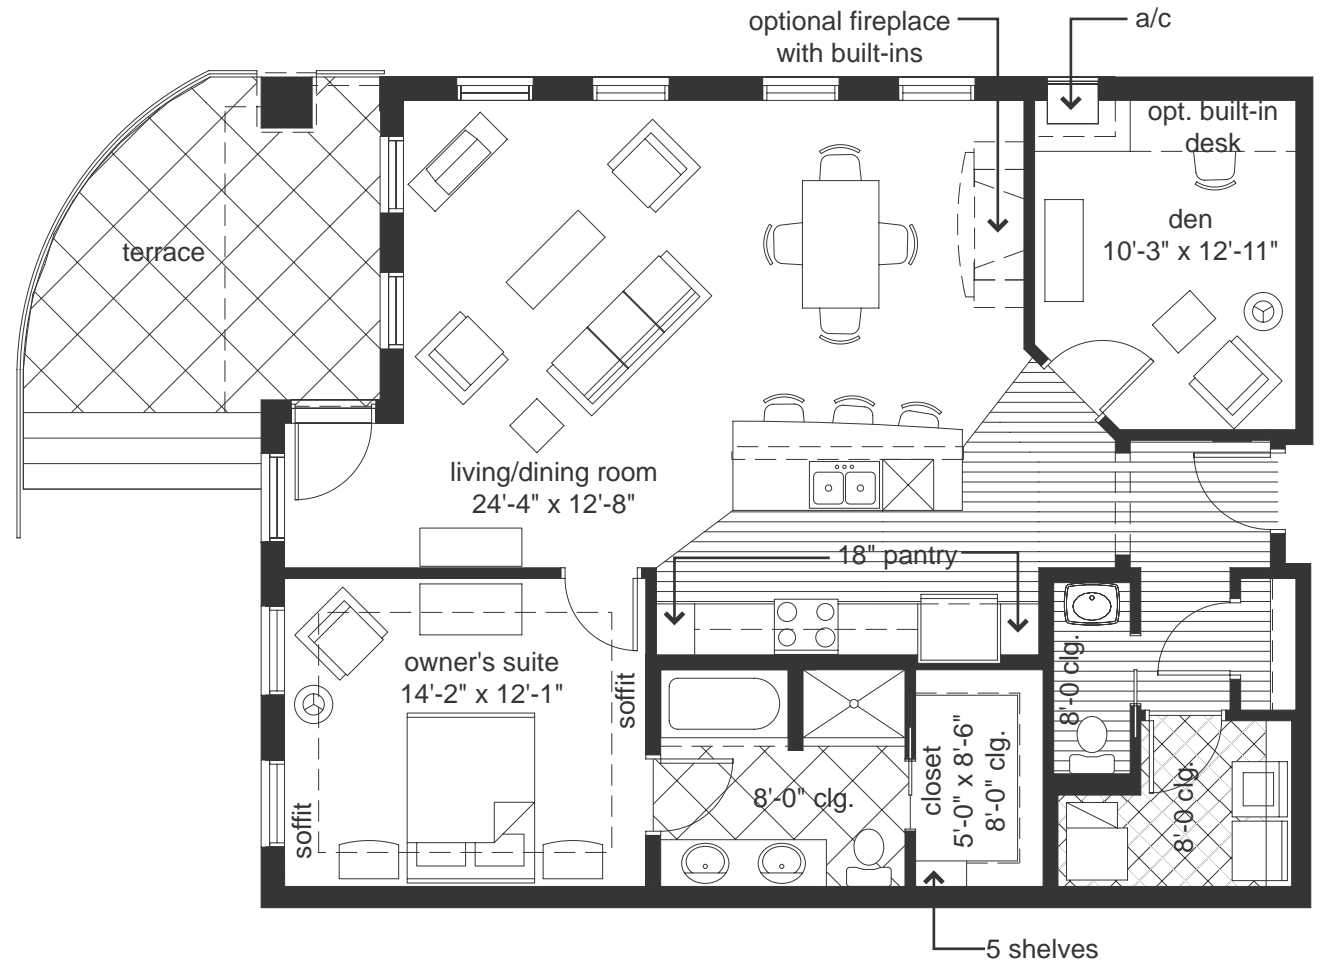 optional fireplace
with built-ins
a/c
opt. built-in
desk
den
10'-3" x 12'-11"
terrace
living/dining room
24'-4" x 12'-8"
18" pantry
owner's suite
14'-2" x 12'-1"
soffit
soffit
8'-0" clg.
closet
5'-0" x 8'-6"
8'-0" clg.
8'-0 clg.
8'-0 clg.
5 shelves